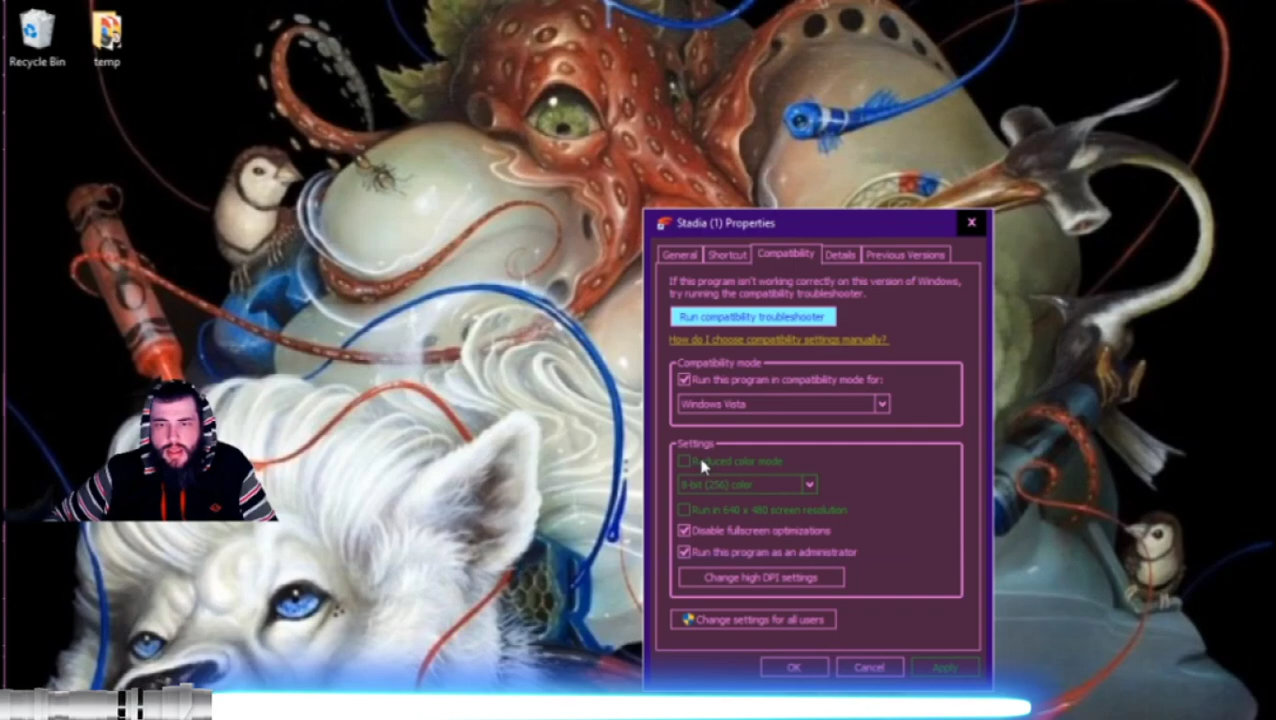 Recycle Bin
temp
Stadia (1) Properties
General
Shortcut
Compatibility
Details
Previous Versions
If this program isn't working correctly on this version of Windows,
try running the compatibility troubleshooter.
Run compatibility troubleshooter
How do I choose compatibility settings manually?
Compatibility mode
Run this program in compatibility mode for:
Windows Vista
Settings
Reduced color mode
8-bit (256) color
Run in 640 x 480 screen resolution
Disable fullscreen optimizations
Run this program as an administrator
Change high DPI settings
Change settings for all users
OK
Cancel
Apply